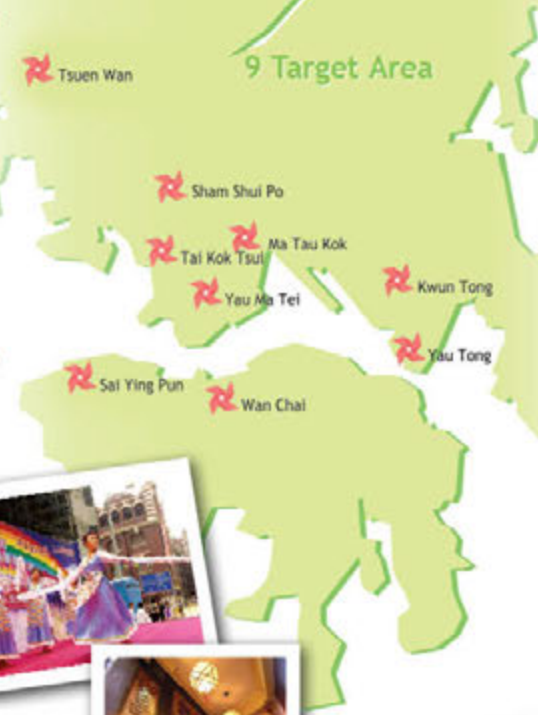 9 Target Area
Tsuen Wan
Sham Shui Po
Ma Tau Kok
Tai Kok Tsui
Kwun Tong
Yau Ma Tei
Yau Tong
Sai Ying Pun
Wan Chai